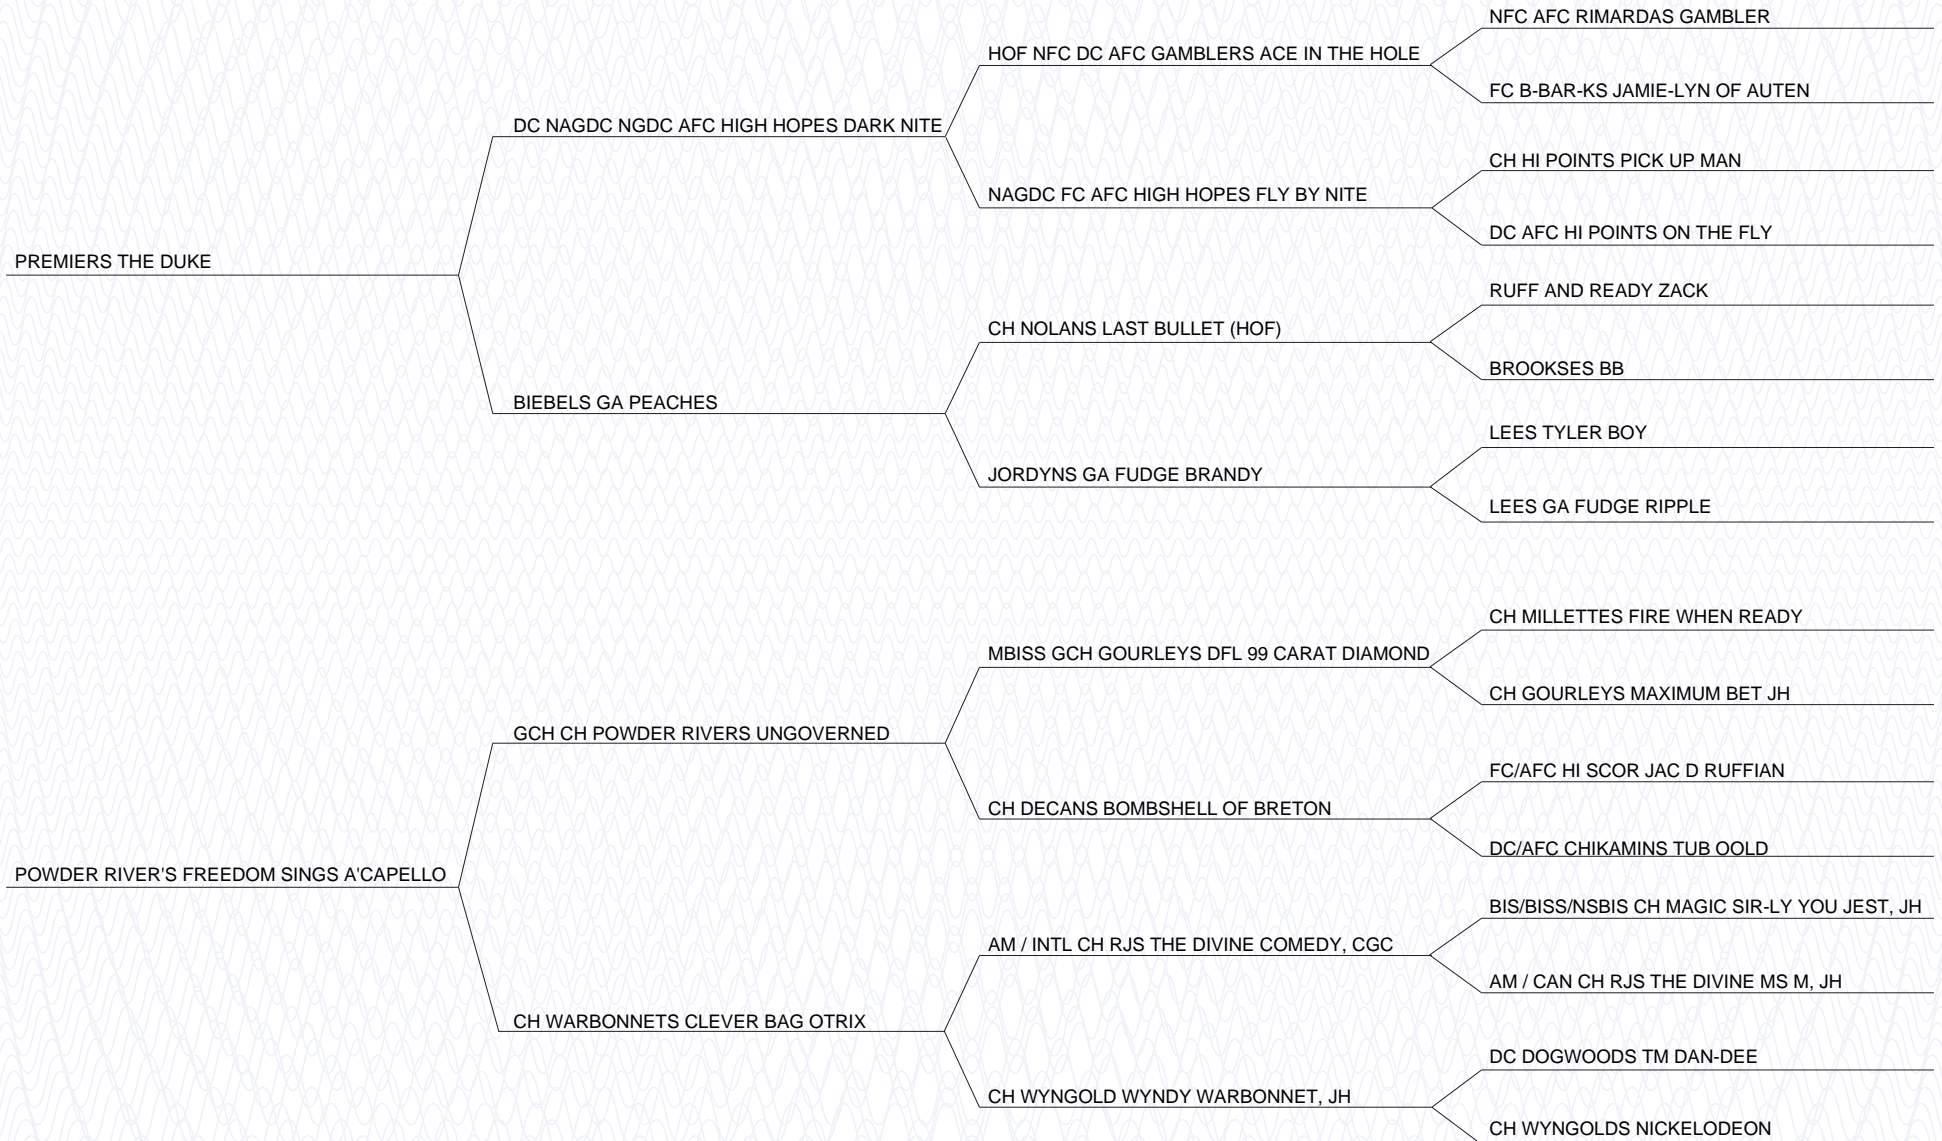 PREMIERS THE DUKE
DC NAGDC NGDC AFC HIGH HOPES DARK NITE
HOF NFC DC AFC GAMBLERS ACE IN THE HOLE
NFC AFC RIMARDAS GAMBLER
FC B-BAR-KS JAMIE-LYN OF AUTEN
NAGDC FC AFC HIGH HOPES FLY BY NITE
CH HI POINTS PICK UP MAN
DC AFC HI POINTS ON THE FLY
BIEBELS GA PEACHES
CH NOLANS LAST BULLET (HOF)
RUFF AND READY ZACK
BROOKSES BB
JORDYNS GA FUDGE BRANDY
LEES TYLER BOY
LEES GA FUDGE RIPPLE
POWDER RIVER'S FREEDOM SINGS A'CAPELLO
GCH CH POWDER RIVERS UNGOVERNED
MBISS GCH GOURLEYS DFL 99 CARAT DIAMOND
CH MILLETTES FIRE WHEN READY
CH GOURLEYS MAXIMUM BET JH
CH DECANS BOMBSHELL OF BRETON
FC/AFC HI SCOR JAC D RUFFIAN
DC/AFC CHIKAMINS TUB OOLD
CH WARBONNETS CLEVER BAG OTRIX
AM / INTL CH RJS THE DIVINE COMEDY, CGC
BIS/BISS/NSBIS CH MAGIC SIR-LY YOU JEST, JH
AM / CAN CH RJS THE DIVINE MS M, JH
CH WYNGOLD WYNDY WARBONNET, JH
DC DOGWOODS TM DAN-DEE
CH WYNGOLDS NICKELODEON